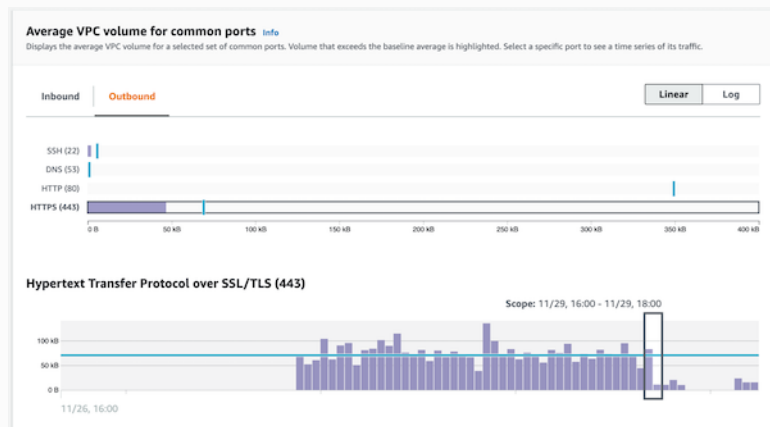 Average VPC volume for common ports Info
Displays the average VPC volume for a selected set of common ports. Volume that exceeds the baseline average is highlighted. Select a specific port to see a time series of its traffic.
Inbound Outbound Linear Log
SSH (22)
DNS (53)
HTTP (80)
HTTPS (443)
0 B 50 kB 100 kB 150 kB 200 kB 250 kB 300 kB 350 kB 400 kB
Hypertext Transfer Protocol over SSL/TLS (443)
Scope: 11/29, 16:00 - 11/29, 18:00
100 kB
50 kB
0 B
11/26, 16:00